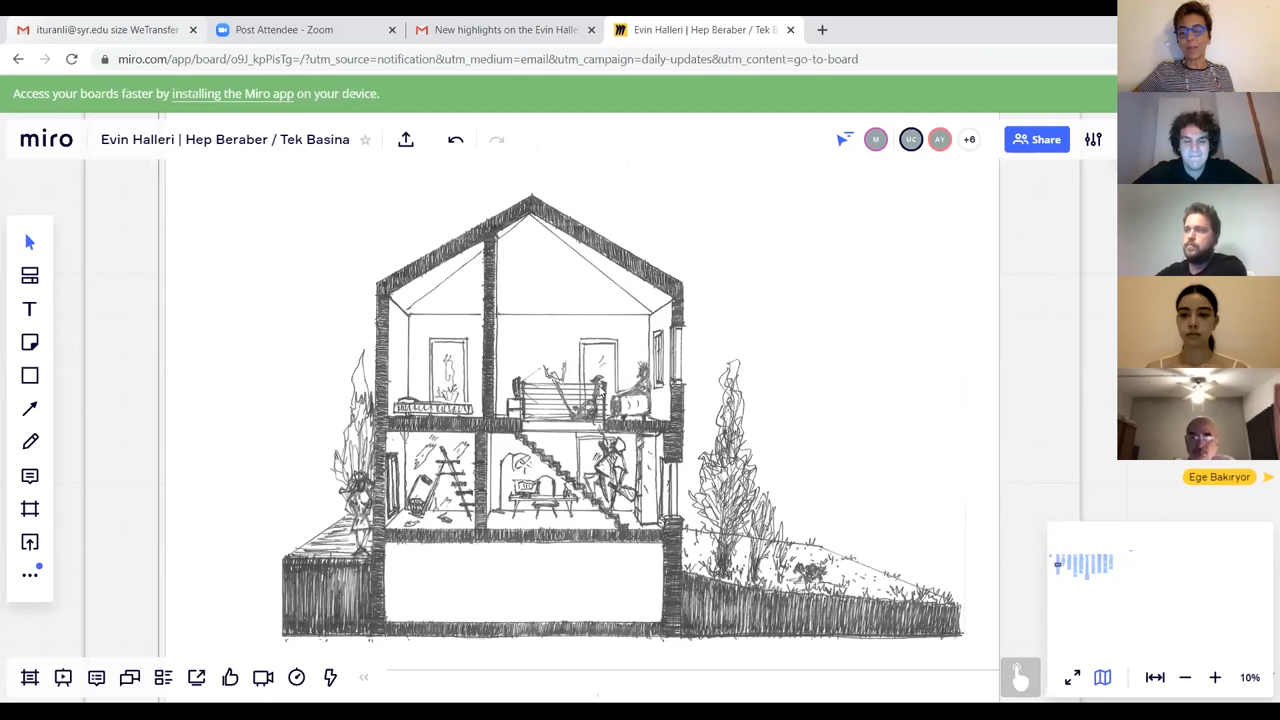 ituranli@syr.edu size WeTransfer
Post Attendee - Zoom
New highlights on the Evin Halle
Evin Halleri | Hep Beraber / Tek B
miro.com/app/board/o9J_kpPlsTg=/?utm_source=notification&utm_medium=email&utm_campaign=daily-updates&utm_content=go-to-board
Access your boards faster by installing the Miro app on your device.
miro
Evin Halleri | Hep Beraber / Tek Basina
M
UC
AY
+6
Share
T
Ege Bakıryor
10%